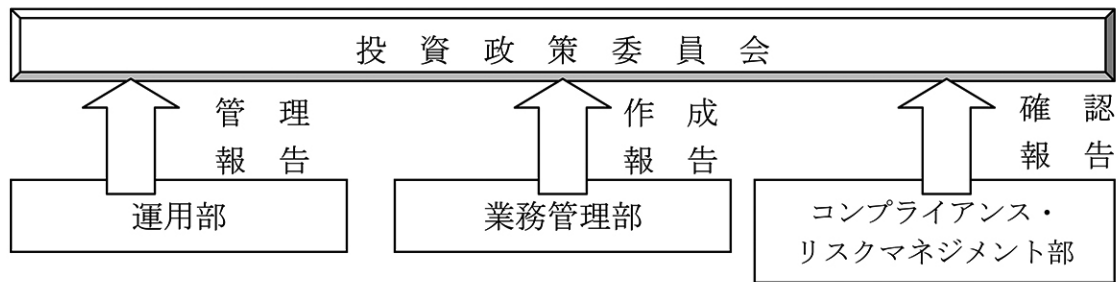 投資政策委員会
管理
報告
作成
報告
確認
報告
運用部
業務管理部
コンプライアンス・
リスクマネジメント部